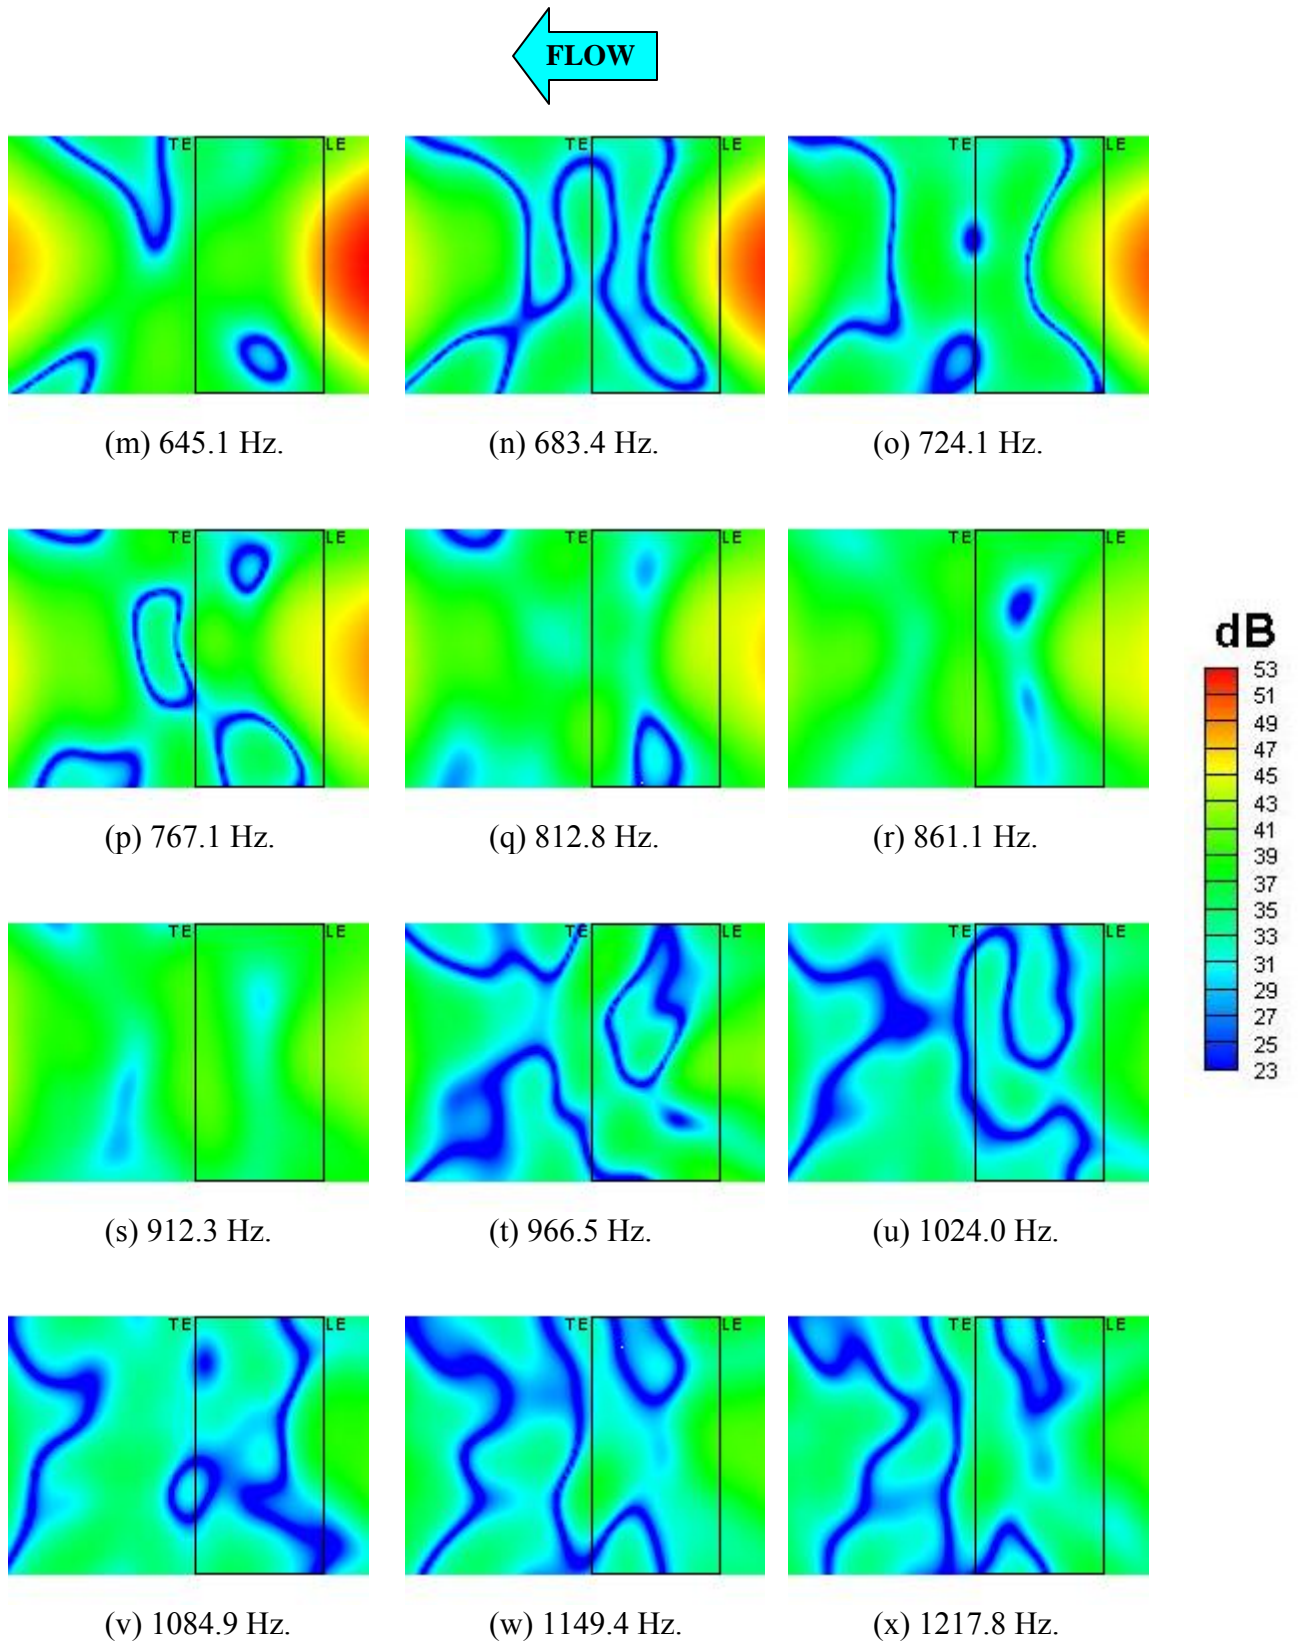 FLOW
TE LE TE LE TE LE
(m) 645.1 Hz. (n) 683.4 Hz. (o) 724.1 Hz.
TE LE TE LE TE LE
(p) 767.1 Hz. (q) 812.8 Hz. (r) 861.1 Hz.
dB
53
51
49
47
45
43
41
39
37
35
33
31
29
27
25
23
TE LE TE LE TE LE
(s) 912.3 Hz. (t) 966.5 Hz. (u) 1024.0 Hz.
TE LE TE LE TE LE
(v) 1084.9 Hz. (w) 1149.4 Hz. (x) 1217.8 Hz.